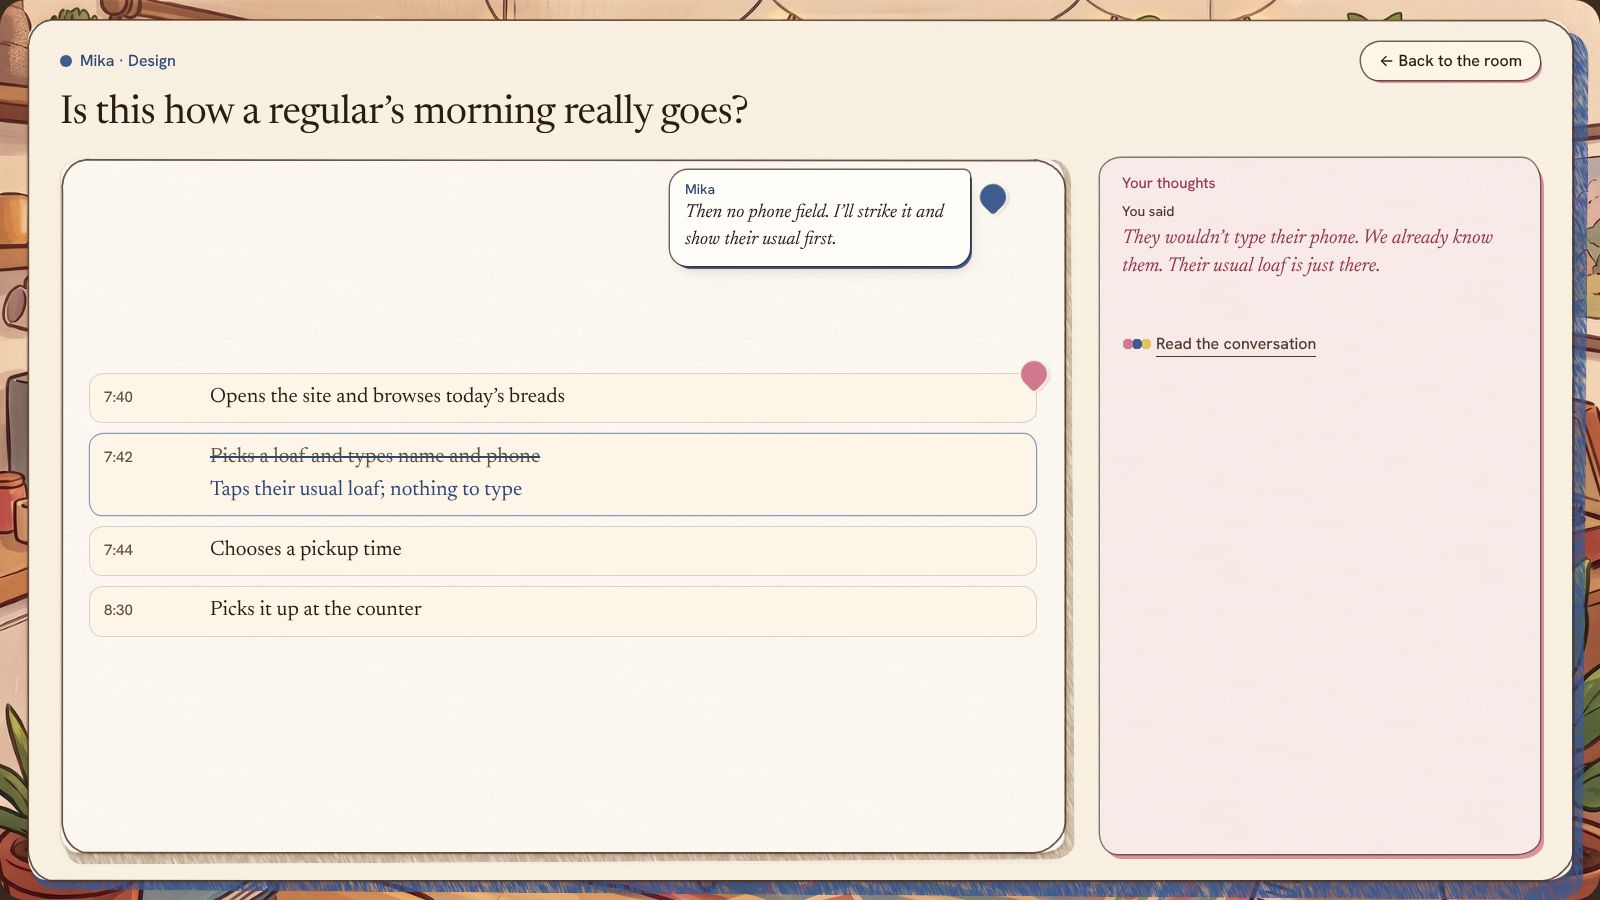 Mika · Design
← Back to the room
Is this how a regular’s morning really goes?
Mika
Then no phone field. I’ll strike it and
show their usual first.
7:40 Opens the site and browses today’s breads
7:42 Picks a loaf and types name and phone
Taps their usual loaf; nothing to type
7:44 Chooses a pickup time
8:30 Picks it up at the counter
Your thoughts
You said
They wouldn’t type their phone. We already know
them. Their usual loaf is just there.
Read the conversation